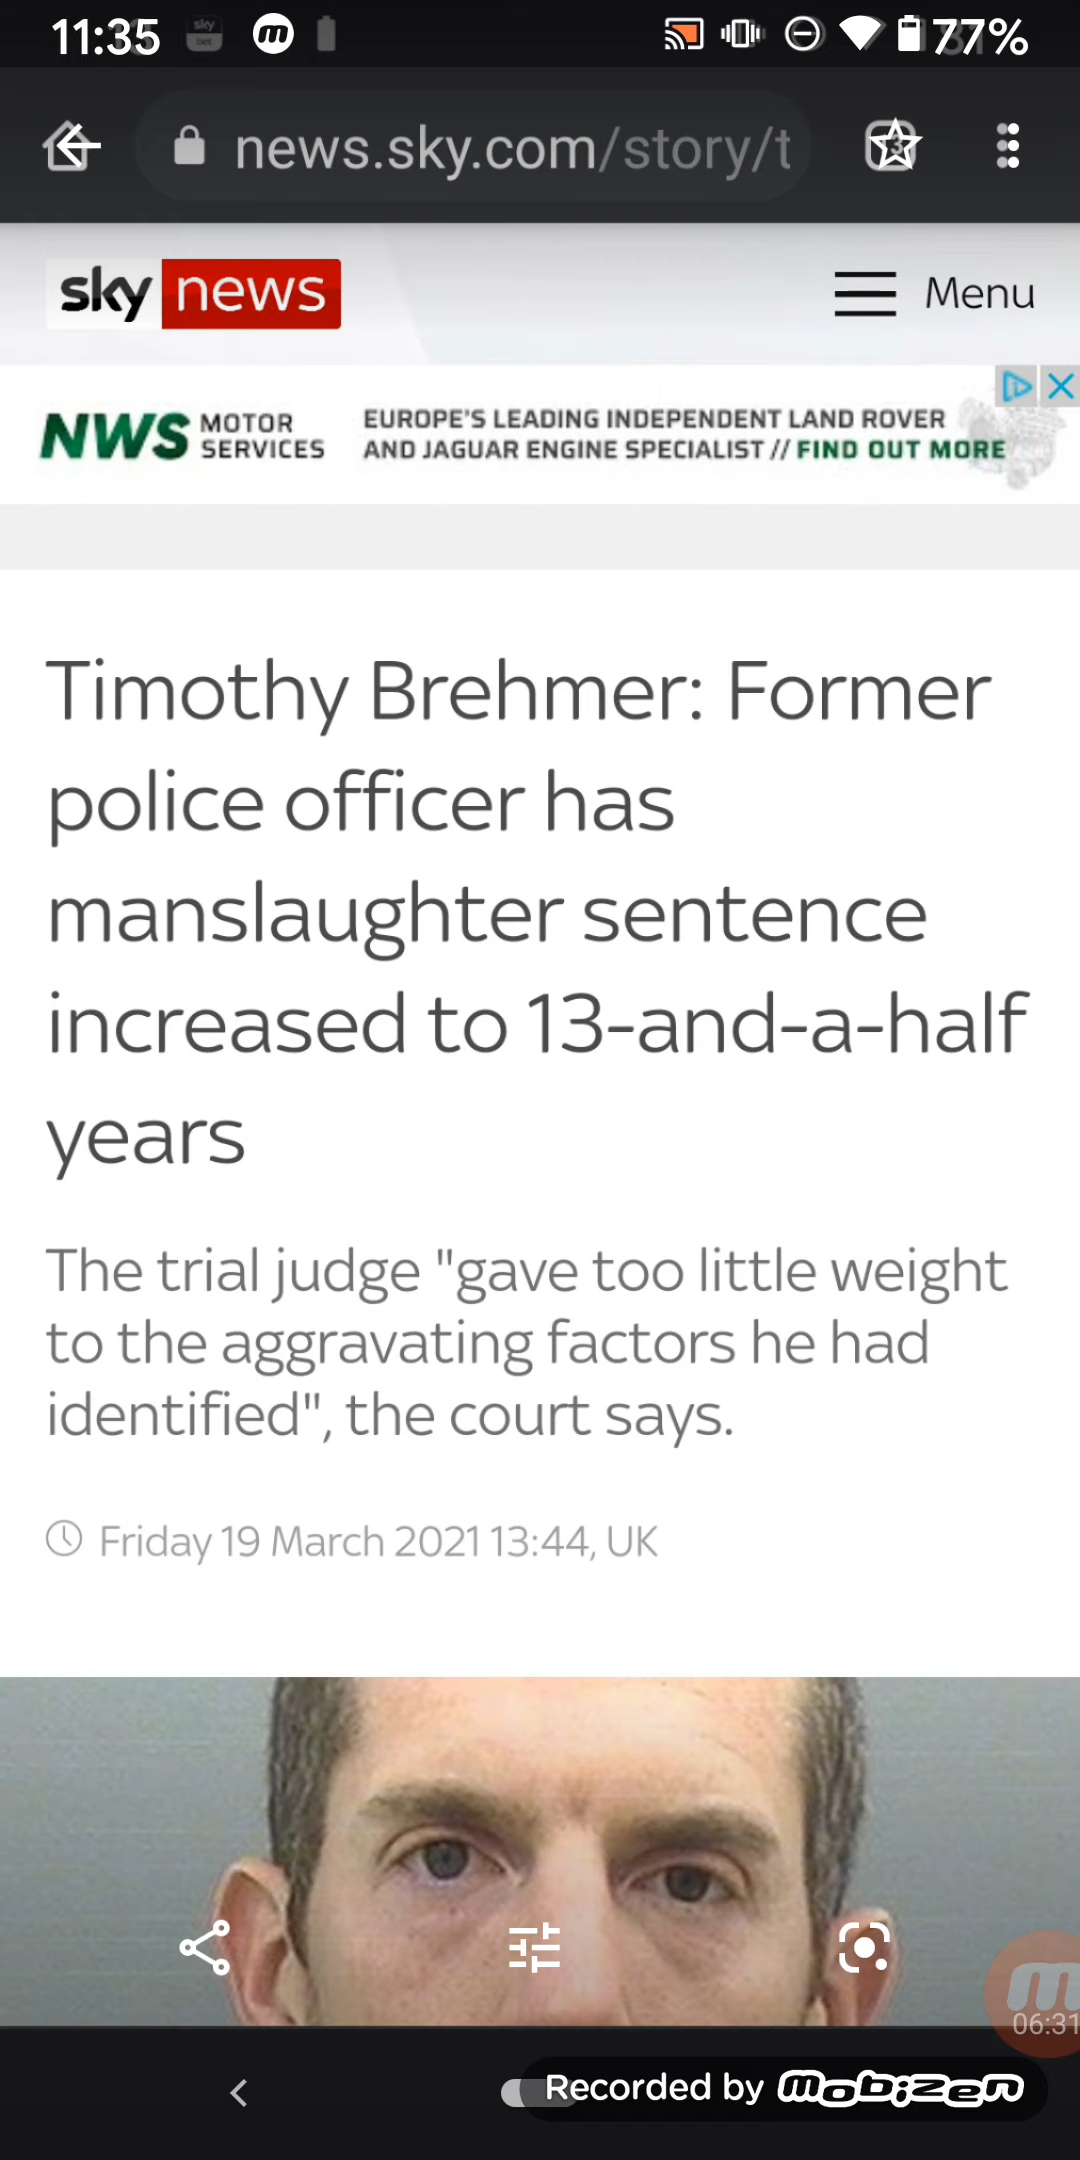 11:35
sky bet
77%
news.sky.com/story/t
3
sky news
Menu
NWS MOTOR SERVICES
EUROPE'S LEADING INDEPENDENT LAND ROVER
AND JAGUAR ENGINE SPECIALIST // FIND OUT MORE
Timothy Brehmer: Former
police officer has
manslaughter sentence
increased to 13-and-a-half
years
The trial judge "gave too little weight
to the aggravating factors he had
identified", the court says.
Friday 19 March 2021 13:44, UK
06:31
Recorded by Mobizen